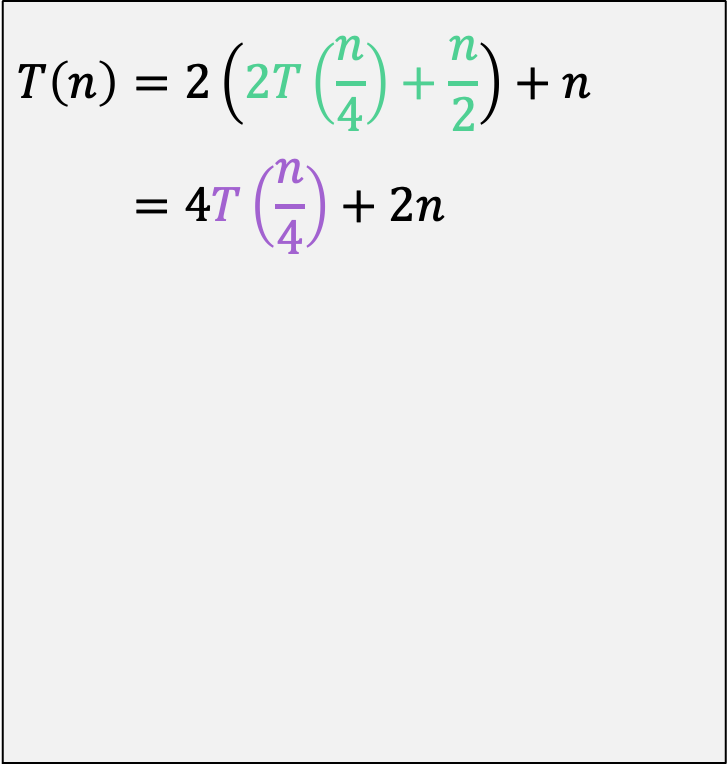 T(n) = 2(2T(n/4) + n/2) + n
= 4T(n/4) + 2n